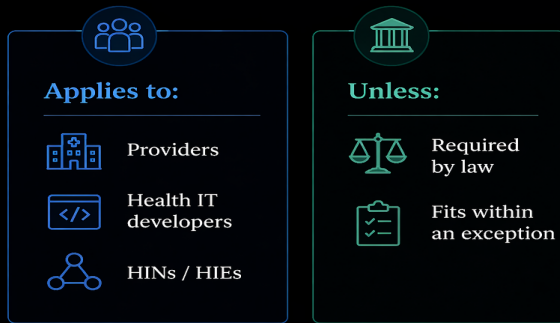 Applies to:
Providers
Health IT
developers
HINs / HIEs
Unless:
Required
by law
Fits within
an exception